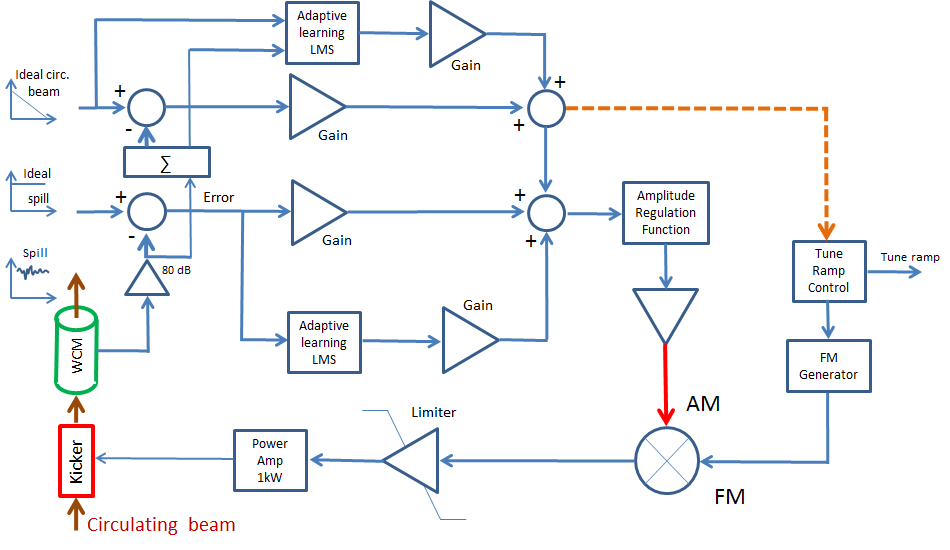 Adaptive
learning
LMS
Gain
Ideal circ.
beam
+
-
Gain
+
+
∑
Ideal
spill
+
-
Error
Gain
+
+
Amplitude
Regulation
Function
Spill
80 dB
Tune
Ramp
Control
Tune ramp
Gain
Adaptive
learning
LMS
WCM
FM
Generator
AM
Limiter
Kicker
Power
Amp
1kW
FM
Circulating beam